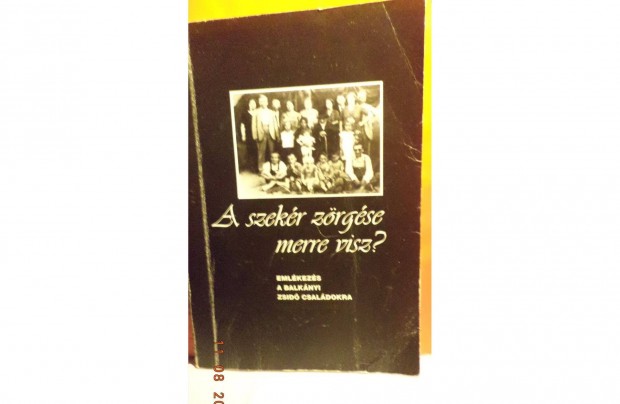 A szekér zörgése
merre visz?
EMLÉKEZÉS
A BALKÁNYI
ZSIDÓ CSALÁDOKRA